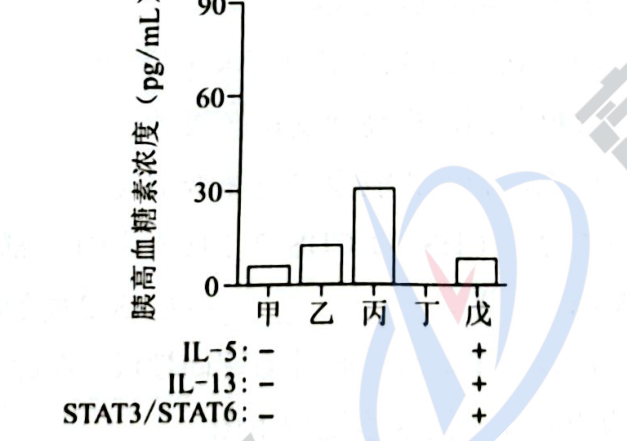 胰高血糖素浓度（pg/mL）
90
60
30
0
甲 乙 丙 丁 戊
IL-5: − +
IL-13: − +
STAT3/STAT6: − +